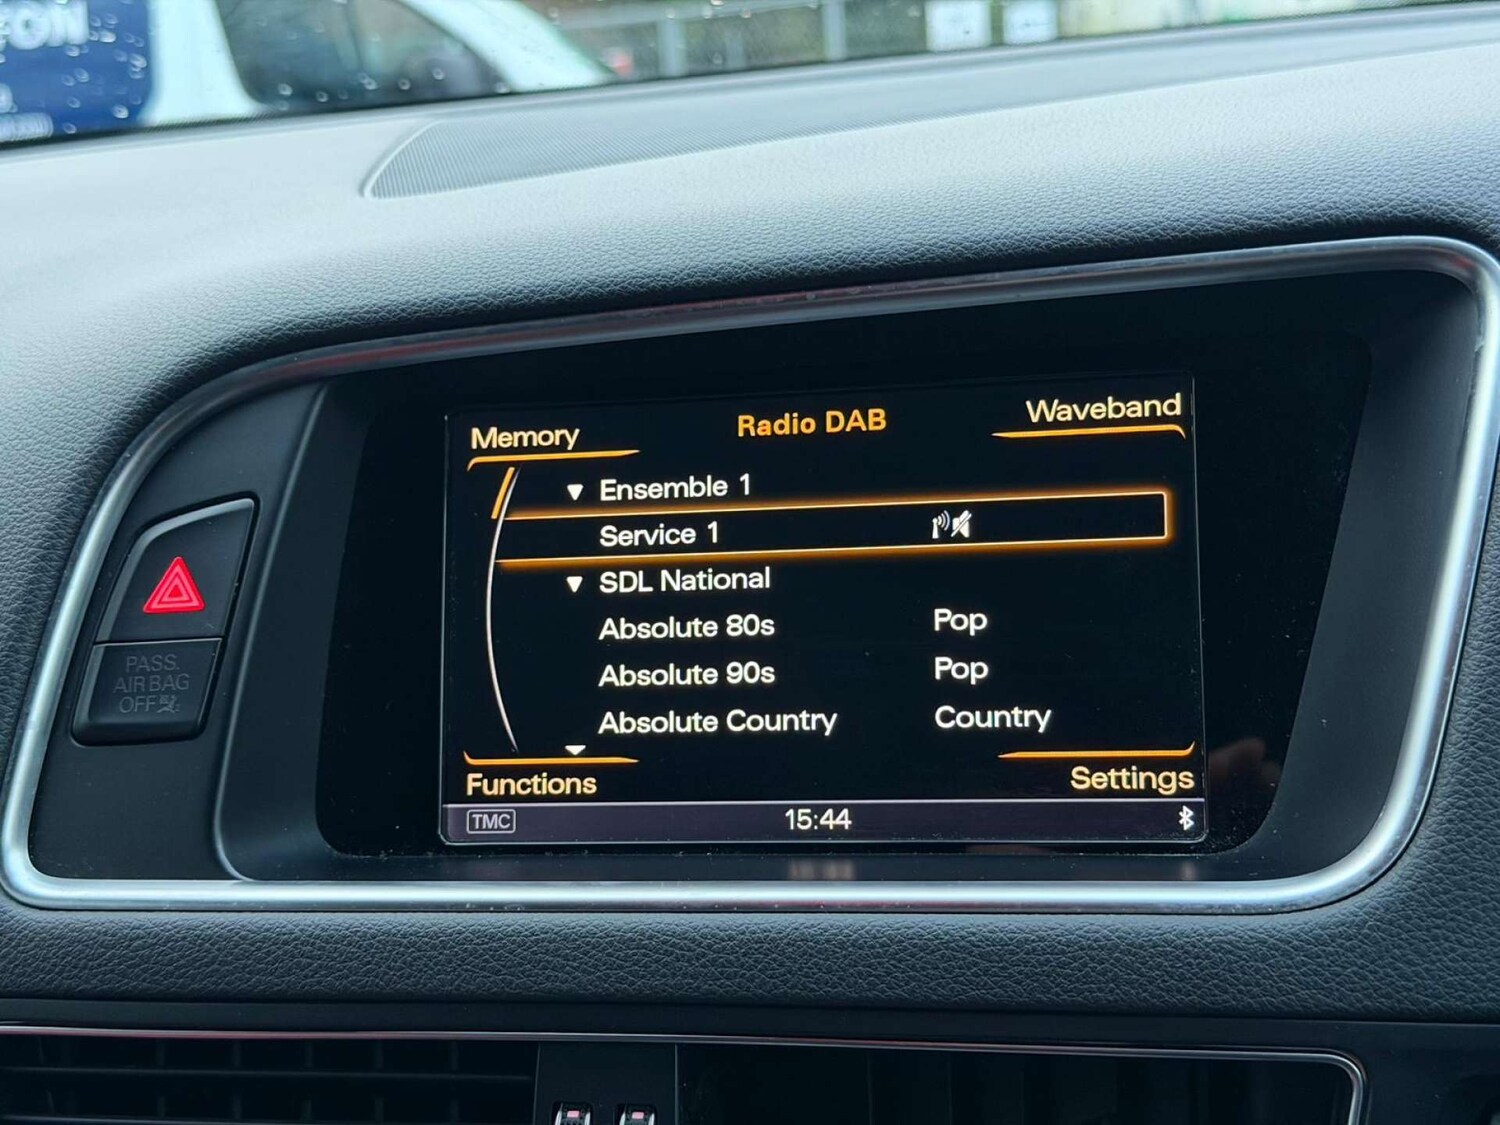 Memory
Radio DAB
Waveband
Ensemble 1
Service 1
SDL National
Absolute 80s Pop
Absolute 90s Pop
Absolute Country Country
Functions
Settings
TMC
15:44
PASS.
AIR BAG
OFF